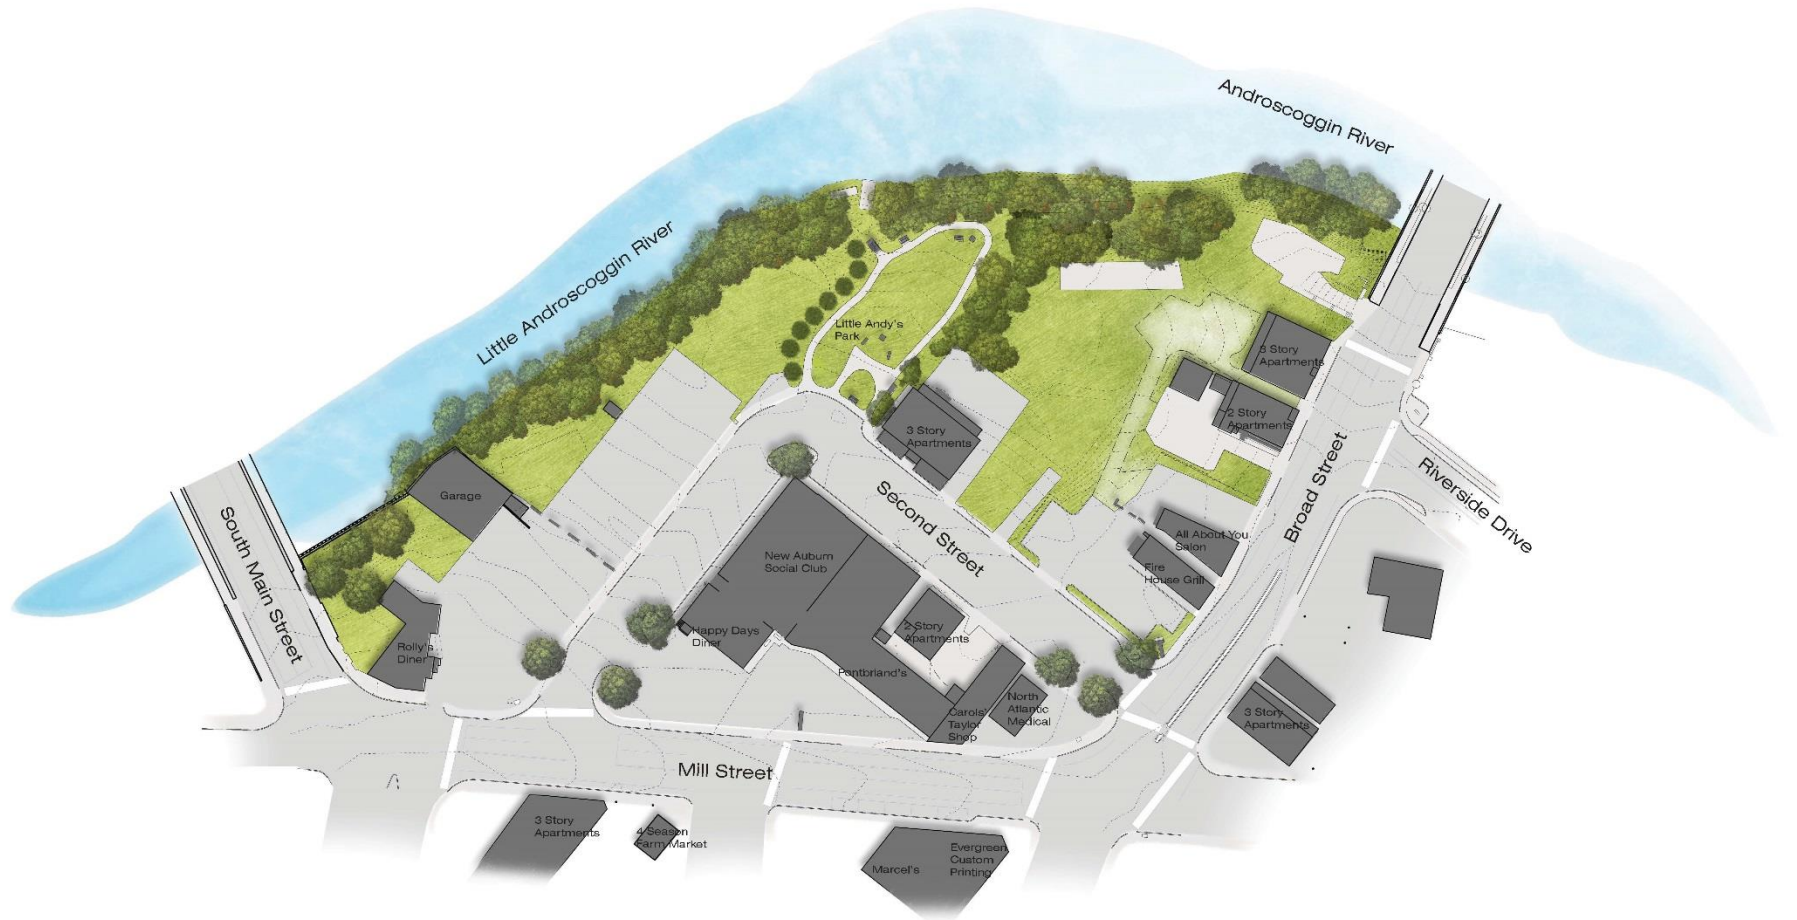 Androscoggin River
Little Androscoggin River
Little Andy's
Park
3 Story
Apartments
2 Story
Apartments
3 Story
Apartments
Riverside Drive
Broad Street
Garage
South Main Street
Second Street
All About You
Salon
Fire
House Grill
New Auburn
Social Club
Happy Days
Diner
2 Story
Apartments
Rolly's
Diner
Pontbriand's
North
Atlantic
Medical
Carols'
Taylor
Shop
3 Story
Apartments
Mill Street
3 Story
Apartments
4 Season
Farm Market
Marcel's
Evergreen
Custom
Printing